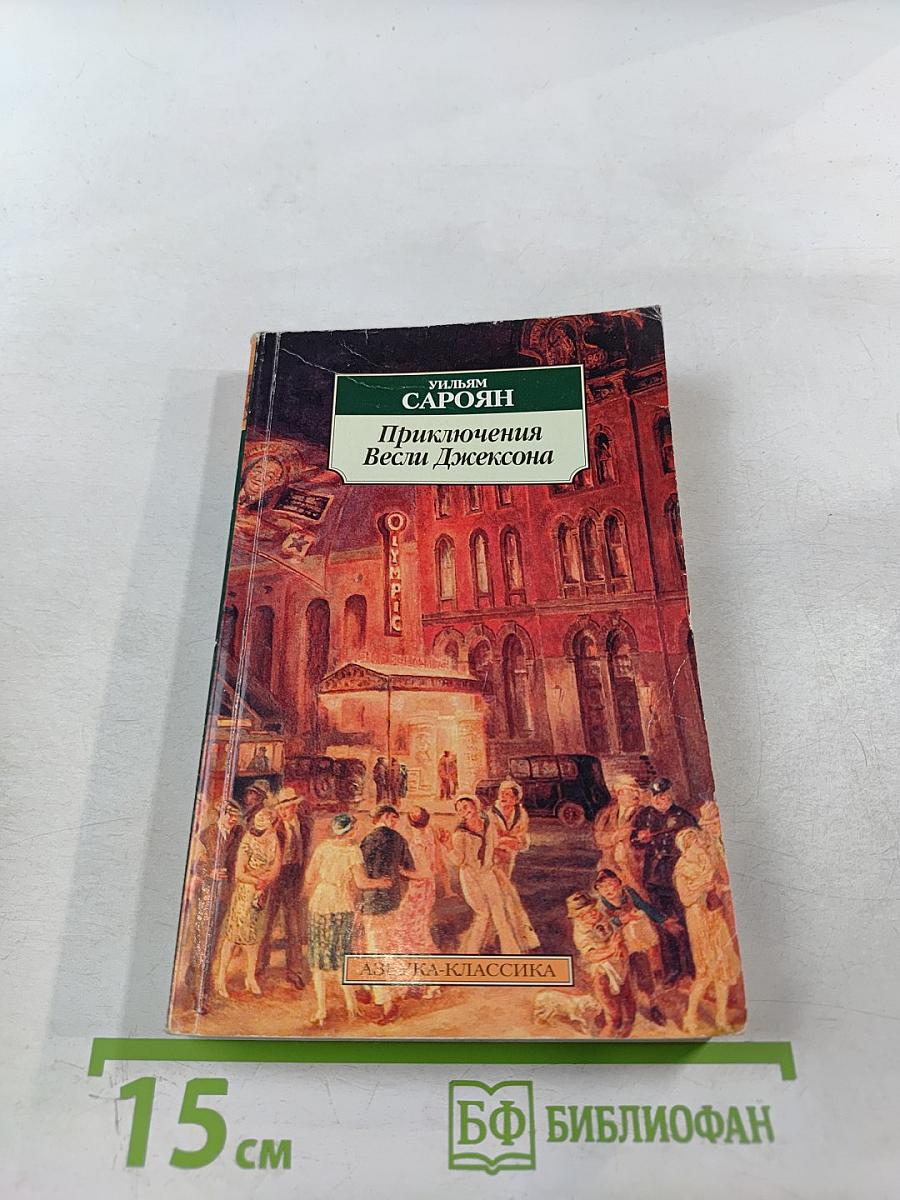 УИЛЬЯМ
САРОЯН
Приключения
Весли Джексона
OLYMPIC
АЗБУКА-КЛАССИКА
15 см
БФ БИБЛИОФАН